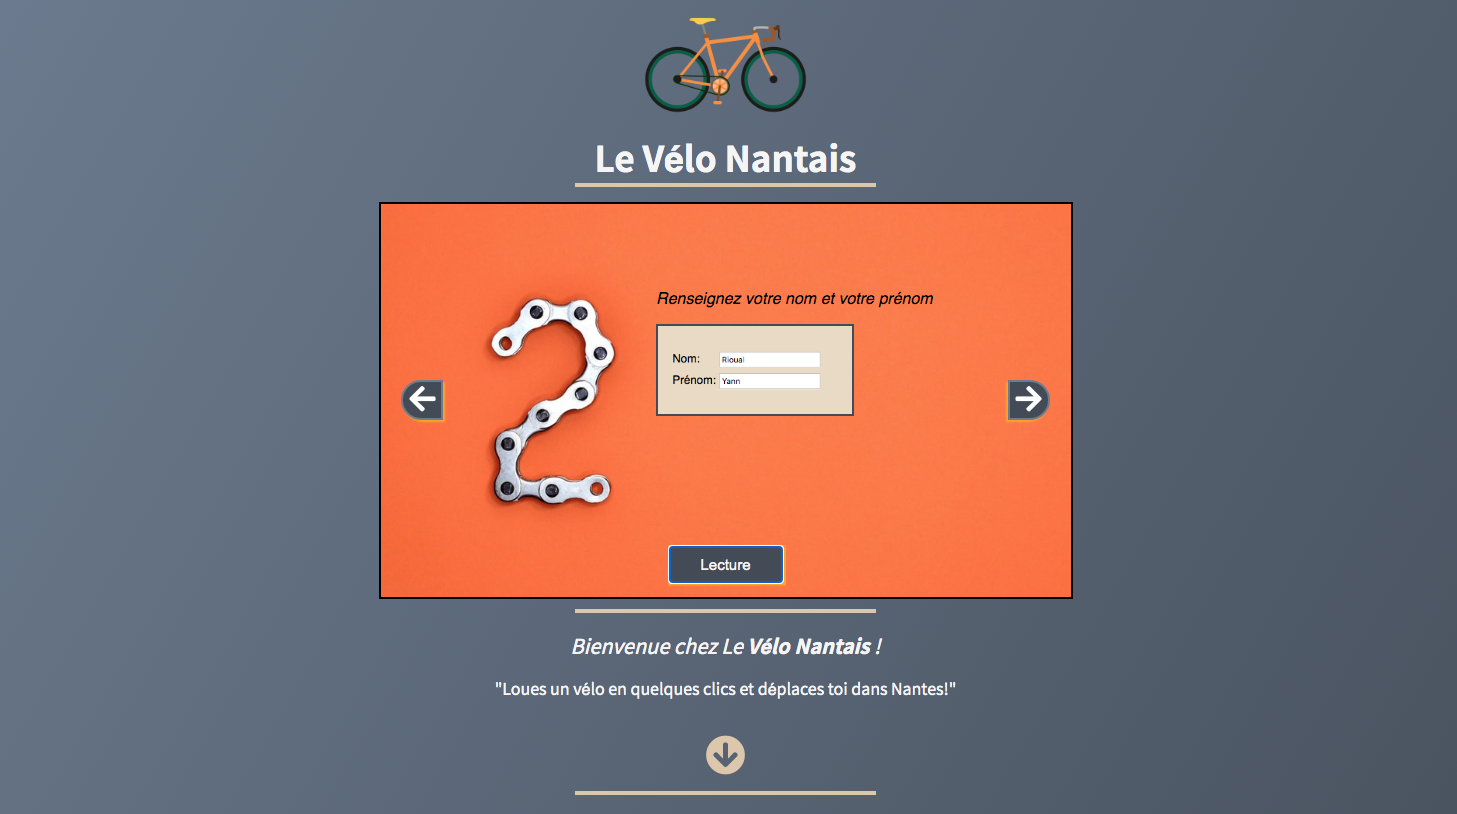 Le Vélo Nantais
2
Renseignez votre nom et votre prénom
Nom: Rioual
Prénom: Yann
Lecture
Bienvenue chez Le Vélo Nantais !
"Loues un vélo en quelques clics et déplaces toi dans Nantes!"